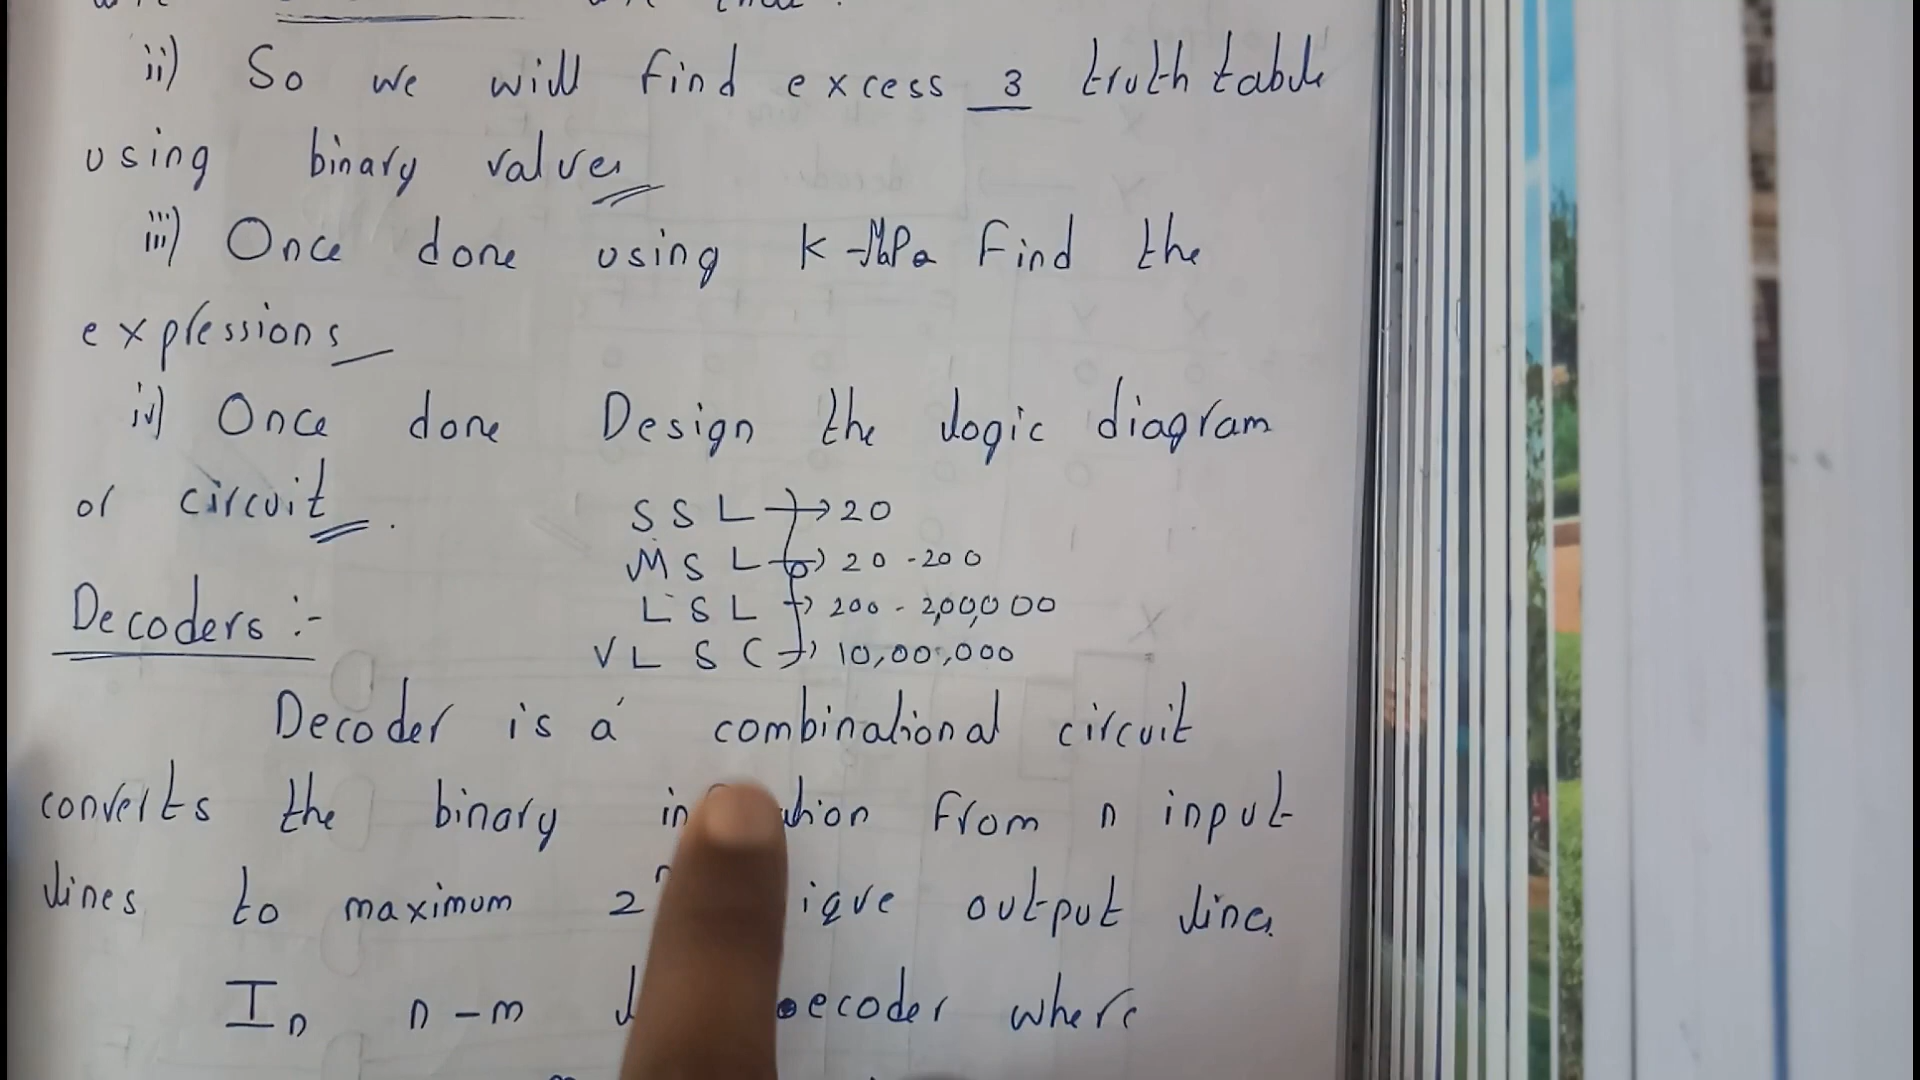 ii) So we will find excess 3 truth table
using binary values
iii) Once done using K-MaPa Find the
expressions
iv) Once done Design the logic diagram
or circuit.
SSL → 20
MSL → 20-200
LSL → 200-2,00,000
VLSC → 10,00,000
Decoders :-
Decoder is a combinational circuit
converts the binary from n input
lines to maximum 2ⁿ output lines
In n-m where